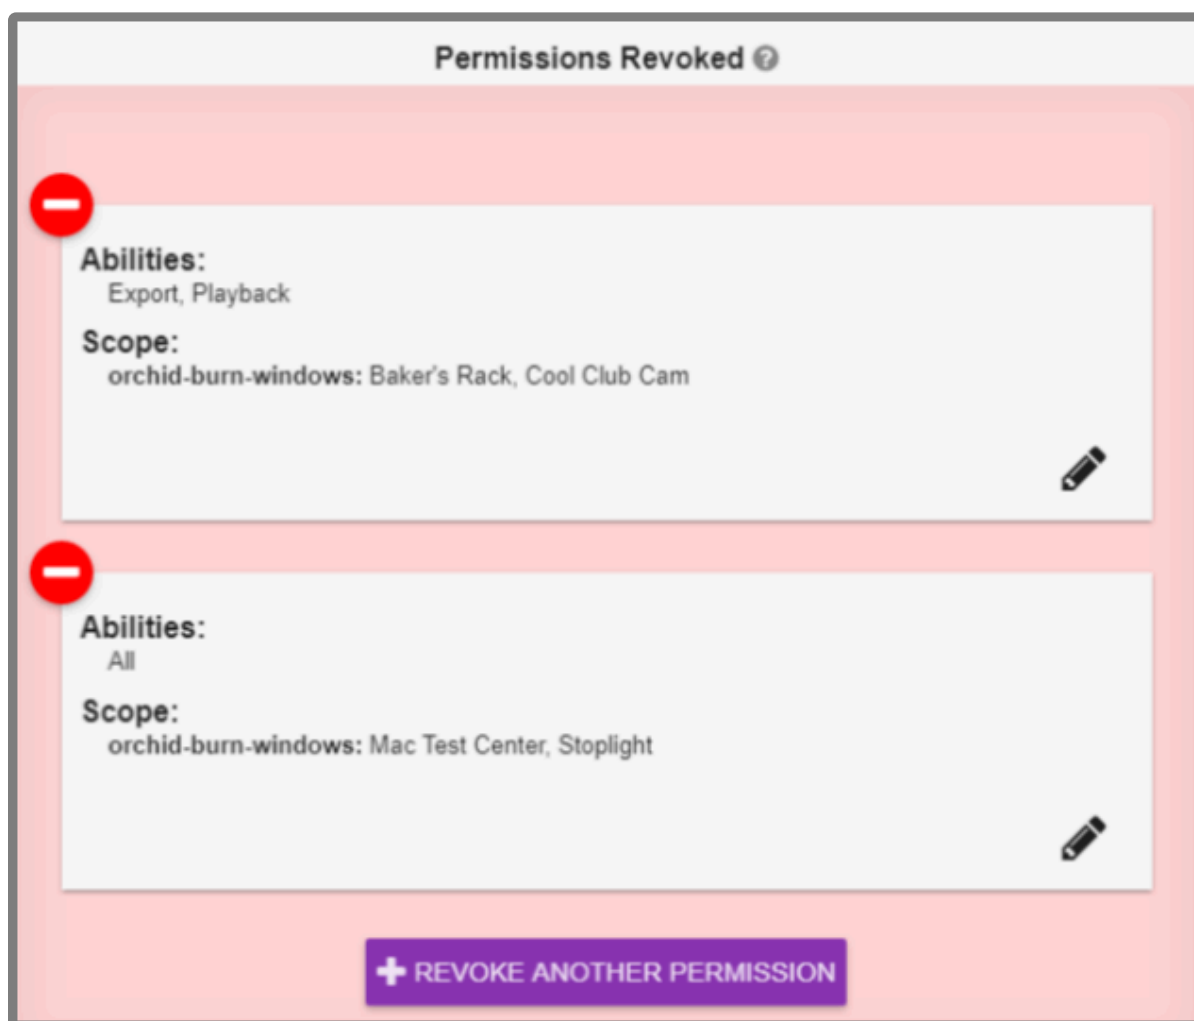 Permissions Revoked ?
Abilities:
Export, Playback
Scope:
orchid-burn-windows: Baker's Rack, Cool Club Cam
Abilities:
All
Scope:
orchid-burn-windows: Mac Test Center, Stoplight
+ REVOKE ANOTHER PERMISSION